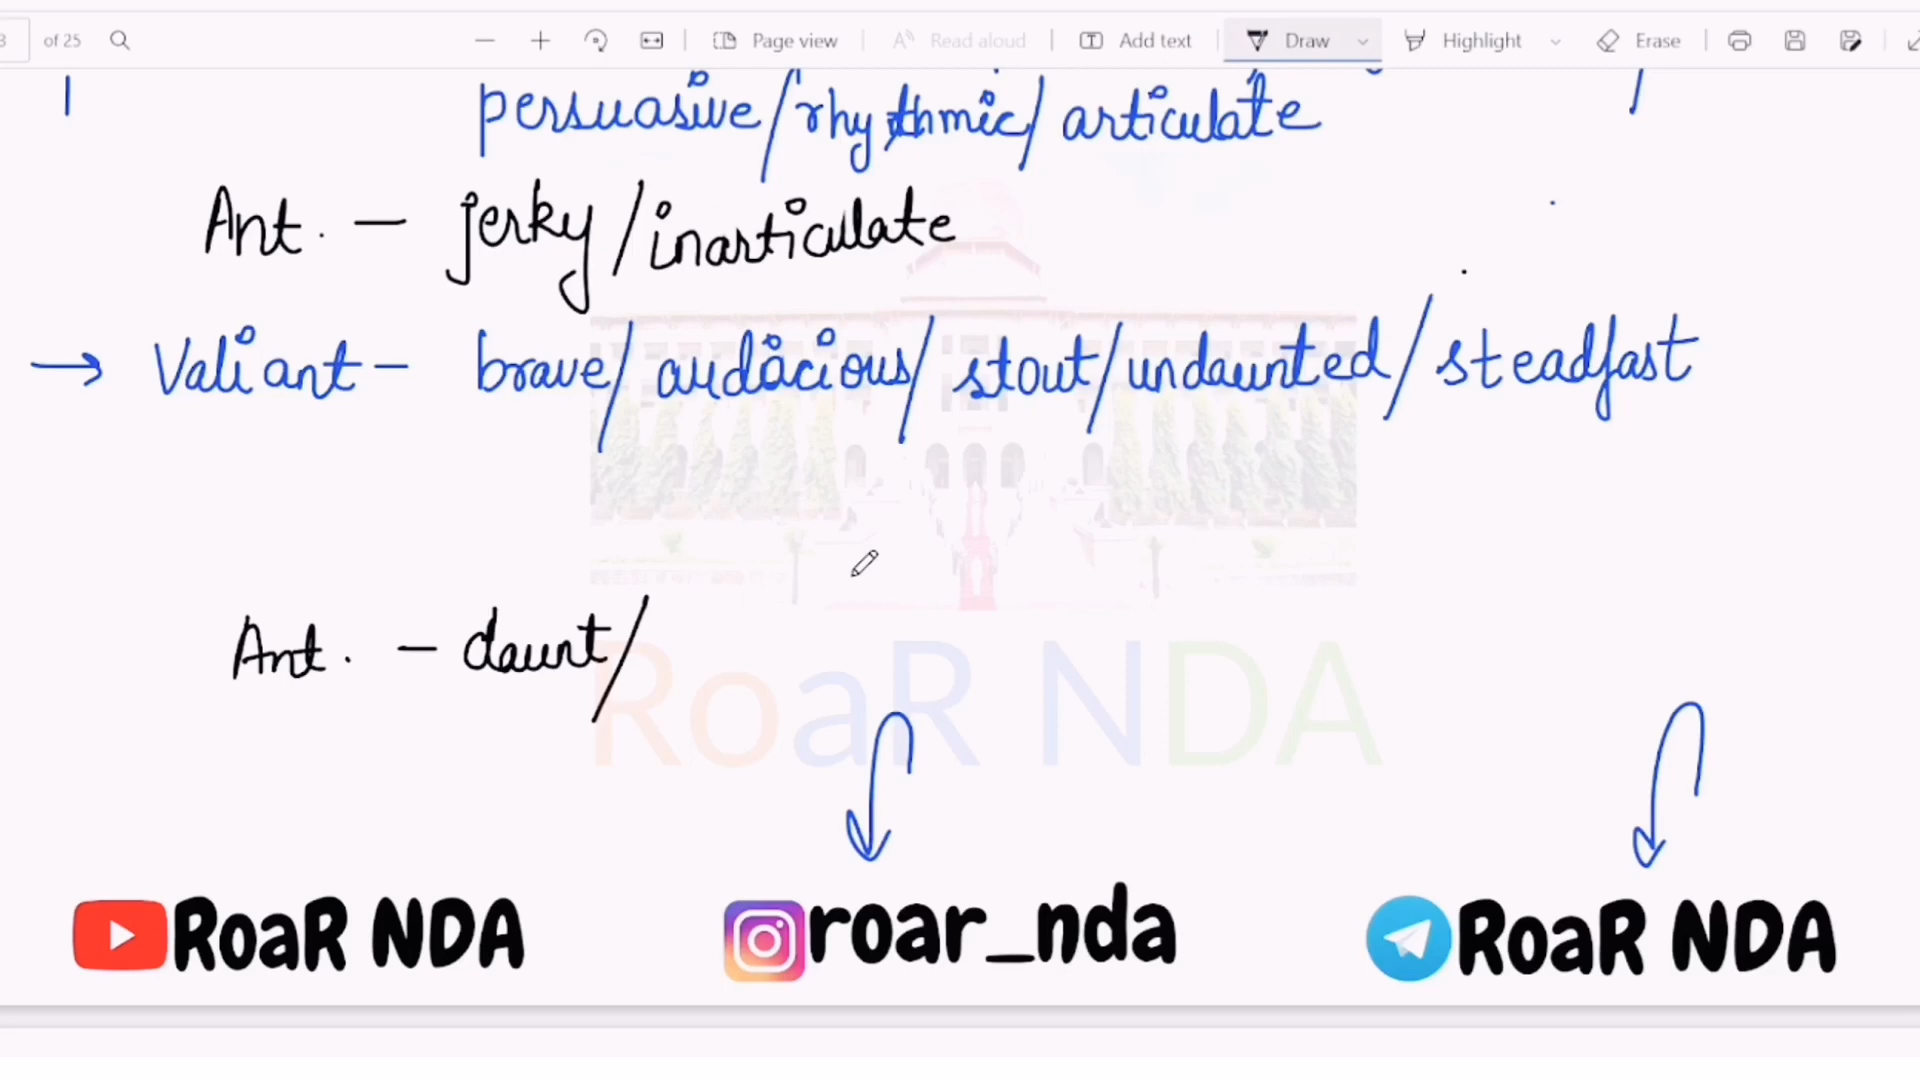 3 of 25 Page view Read aloud Add text Draw Highlight Erase
persuasive/rhythmic/articulate
Ant. - jerky/inarticulate
→ Valiant - brave/audacious/stout/undaunted/steadfast
Ant. - daunt/
RoaR NDA
RoaR NDA roar_nda RoaR NDA